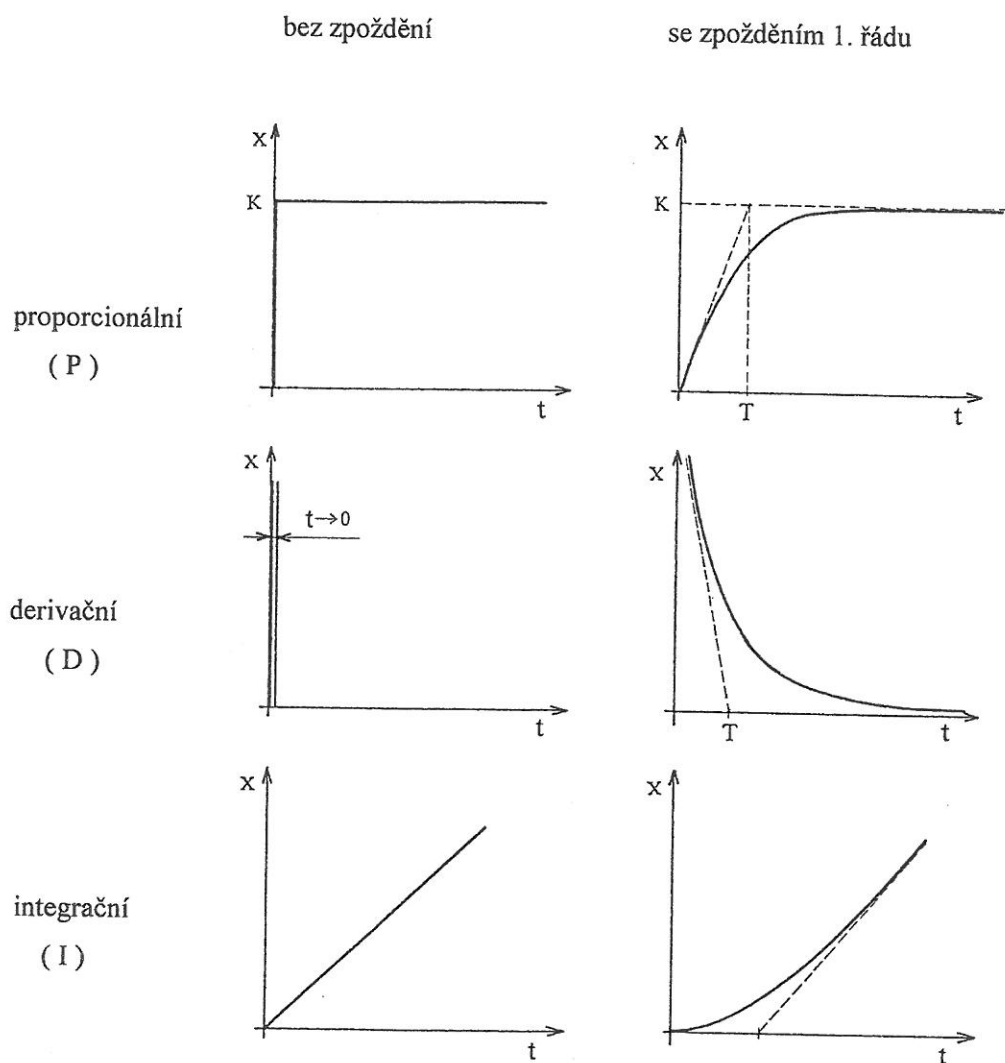 bez zpoždění
se zpožděním 1. řádu
proporcionální
( P )
x
K
t
x
K
T
t
derivační
( D )
x
t→0
t
x
T
t
integrační
( I )
x
t
x
t